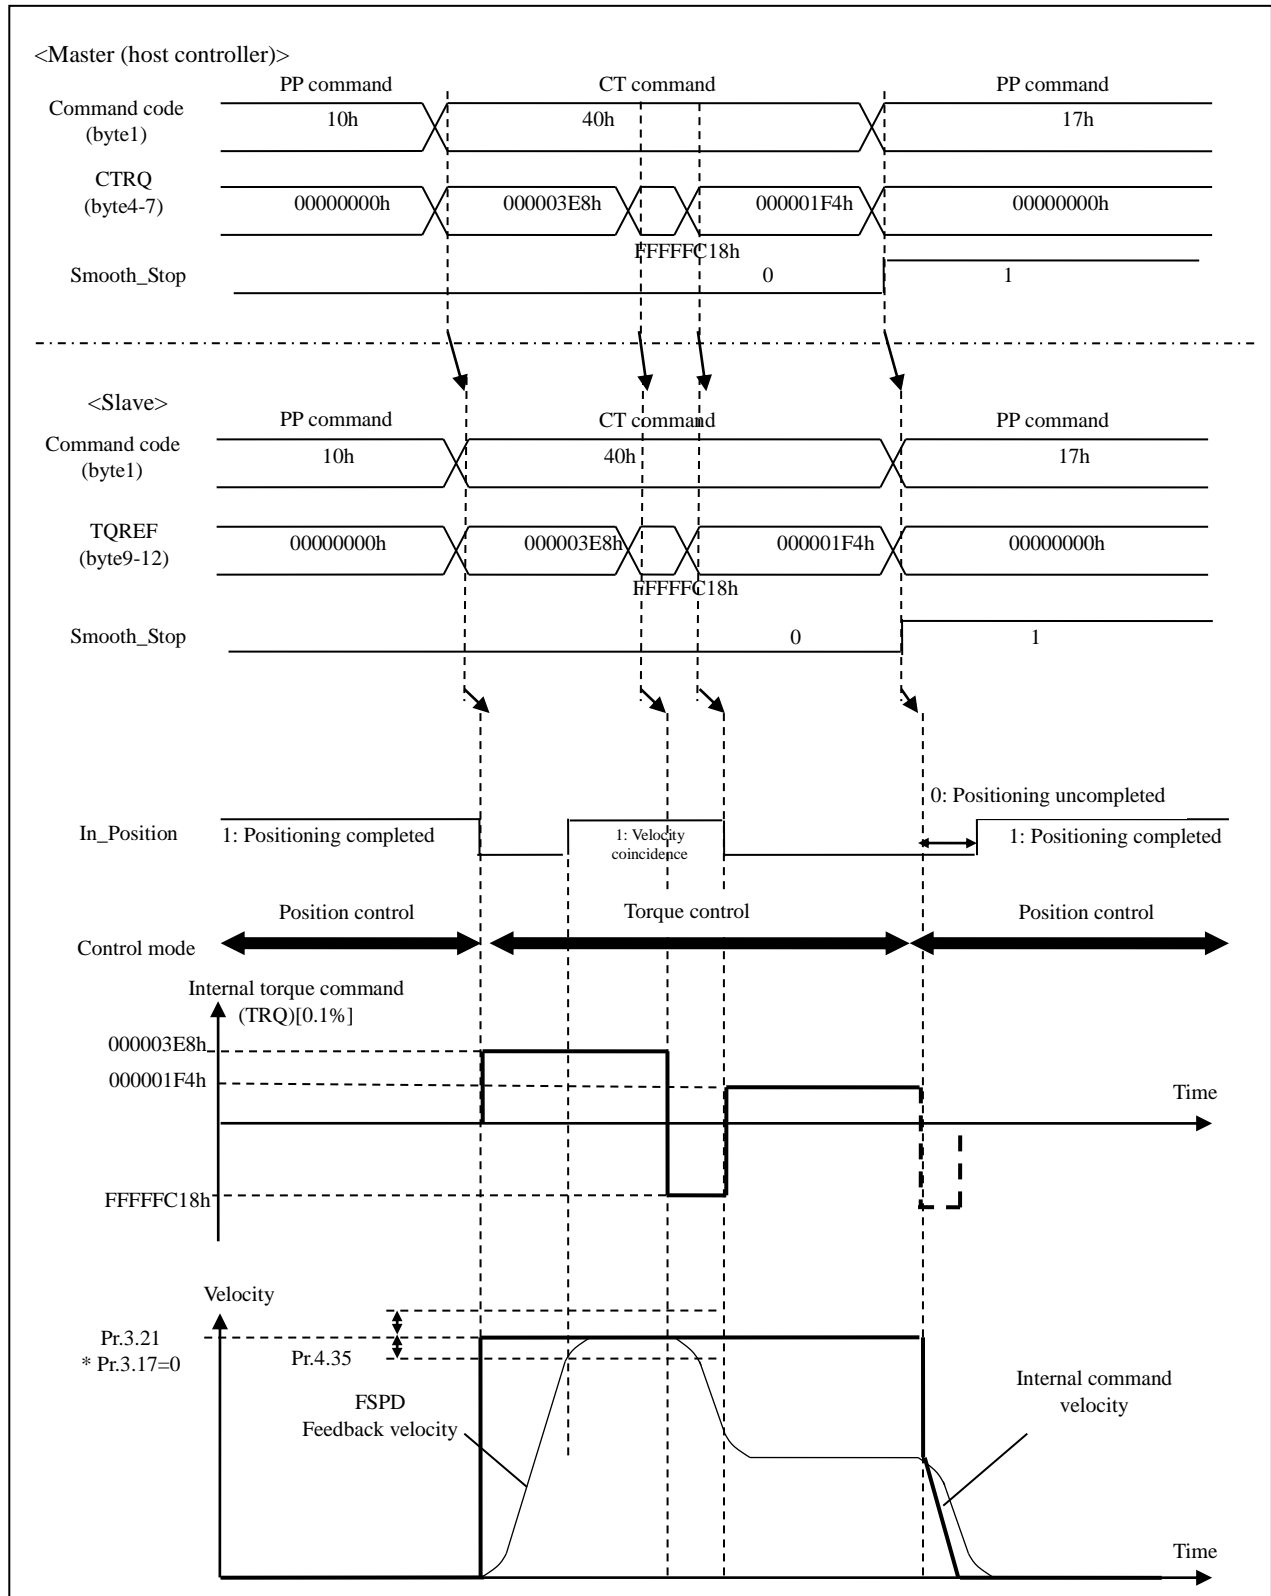 <Master (host controller)>
PP command CT command PP command
Command code
(byte1)
10h 40h 17h
CTRQ
(byte4-7)
00000000h 000003E8h 000001F4h 00000000h
FFFFFC18h
Smooth_Stop 0 1
<Slave>
PP command CT command PP command
Command code
(byte1)
10h 40h 17h
TQREF
(byte9-12)
00000000h 000003E8h 000001F4h 00000000h
FFFFFC18h
Smooth_Stop 0 1
0: Positioning uncompleted
In_Position 1: Positioning completed 1: Velocity
coincidence
1: Positioning completed
Position control Torque control Position control
Control mode
Internal torque command
(TRQ)[0.1%]
000003E8h
000001F4h
Time
FFFFFC18h
Velocity
Pr.3.21
* Pr.3.17=0
Pr.4.35
FSPD
Feedback velocity
Internal command
velocity
Time